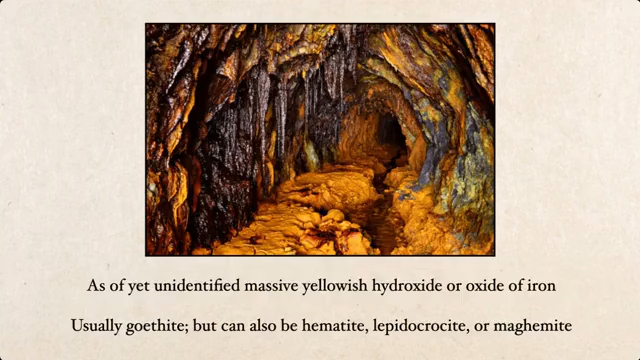 As of yet unidentified massive yellowish hydroxide or oxide of iron
Usually goethite; but can also be hematite, lepidocrocite, or maghemite